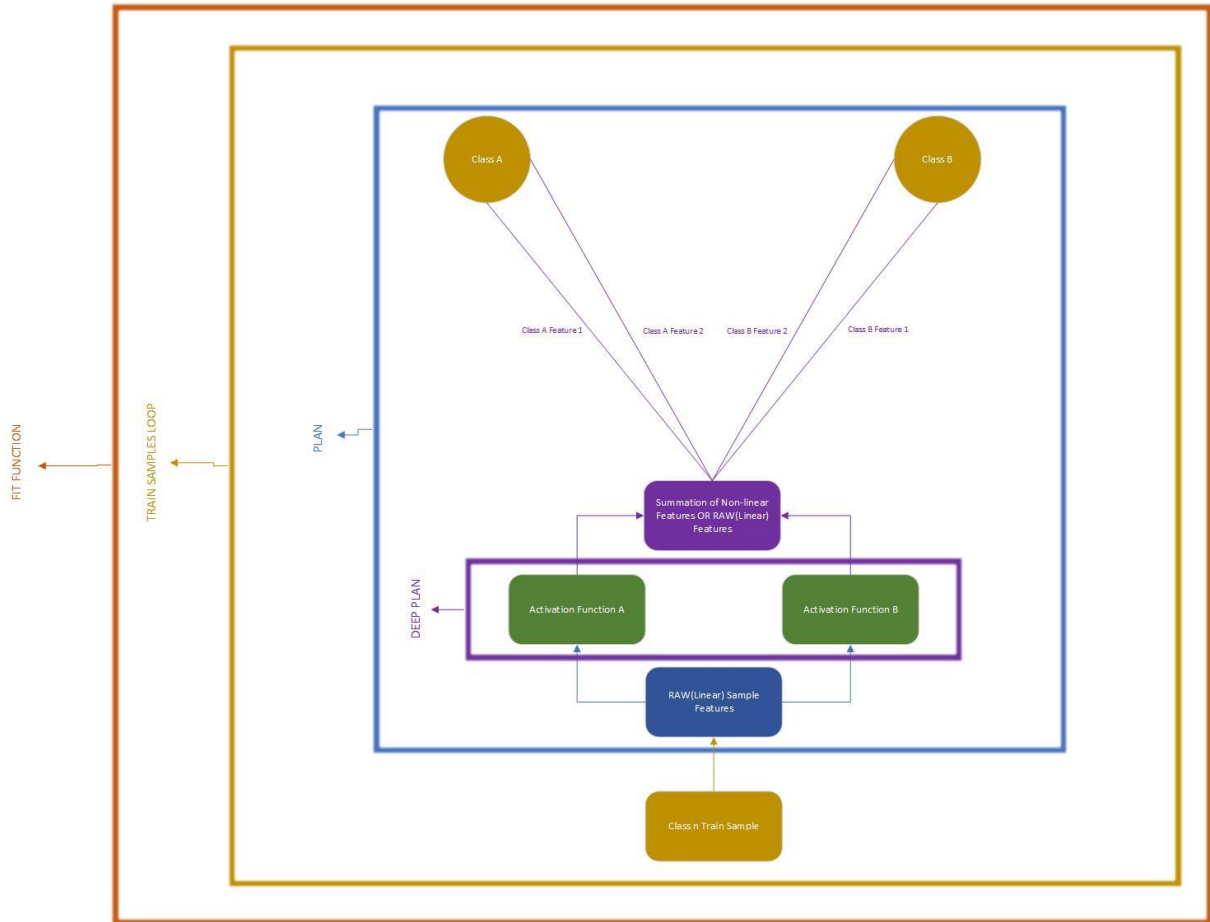 Class A
Class B
Class A Feature 1
Class A Feature 2
Class B Feature 2
Class B Feature 1
FIT FUNCTION
TRAIN SAMPLES LOOP
PLAN
Summation of Non-linear
Features OR RAW(Linear)
Features
DEEP PLAN
Activation Function A
Activation Function B
RAW(Linear) Sample
Features
Class n Train Sample